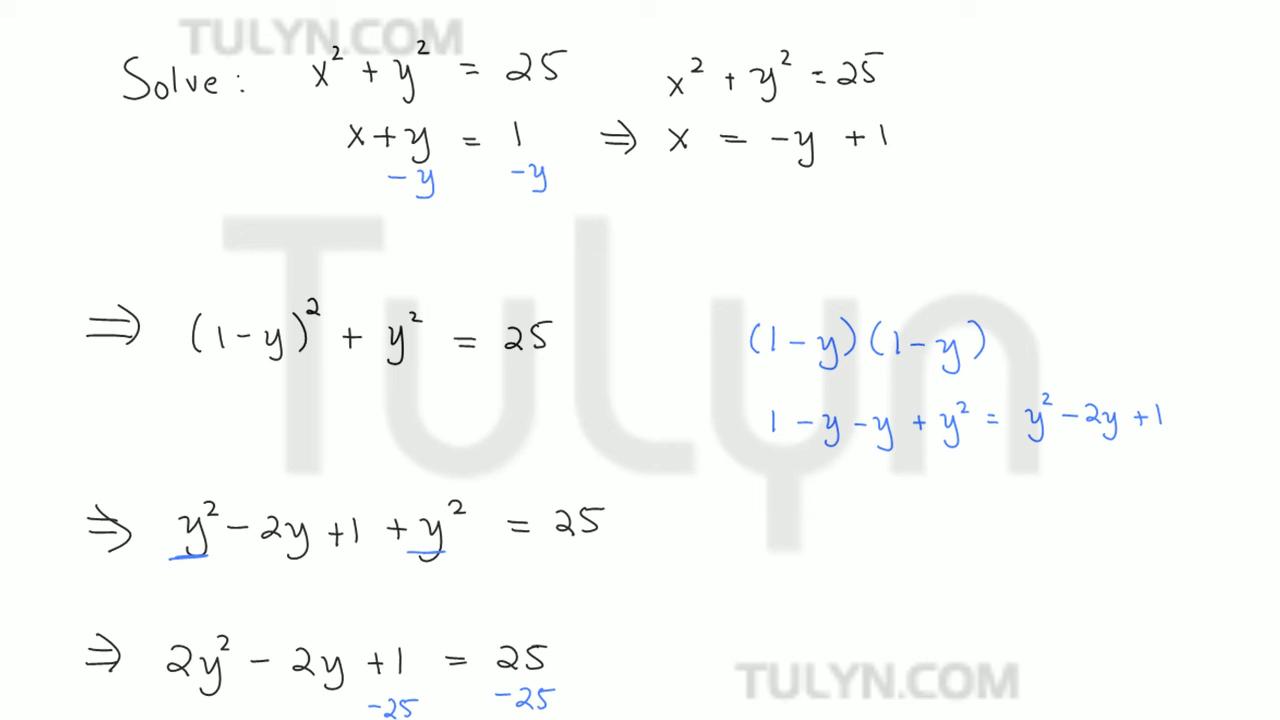 TULYN.COM
Solve: x² + y² = 25    x² + y² = 25
x + y = 1 ⇒ x = -y + 1
-y    -y
Tulyn
⇒ (1-y)² + y² = 25    (1-y)(1-y)
1 - y - y + y² = y² - 2y + 1
⇒ y² - 2y + 1 + y² = 25
⇒ 2y² - 2y + 1 = 25
-25    -25
TULYN.COM